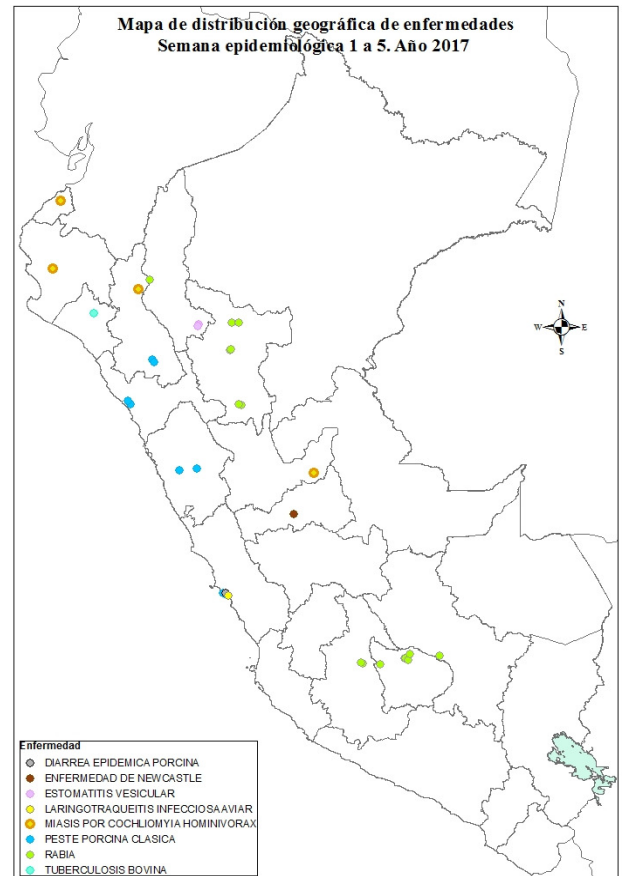 Mapa de distribución geográfica de enfermedades
Semana epidemiológica 1 a 5. Año 2017
N
W E
S
Enfermedad
DIARREA EPIDEMICA PORCINA
ENFERMEDAD DE NEWCASTLE
ESTOMATITIS VESICULAR
LARINGOTRAQUEITIS INFECCIOSA AVIAR
MIASIS POR COCHLIOMYIA HOMINIVORAX
PESTE PORCINA CLASICA
RABIA
TUBERCULOSIS BOVINA